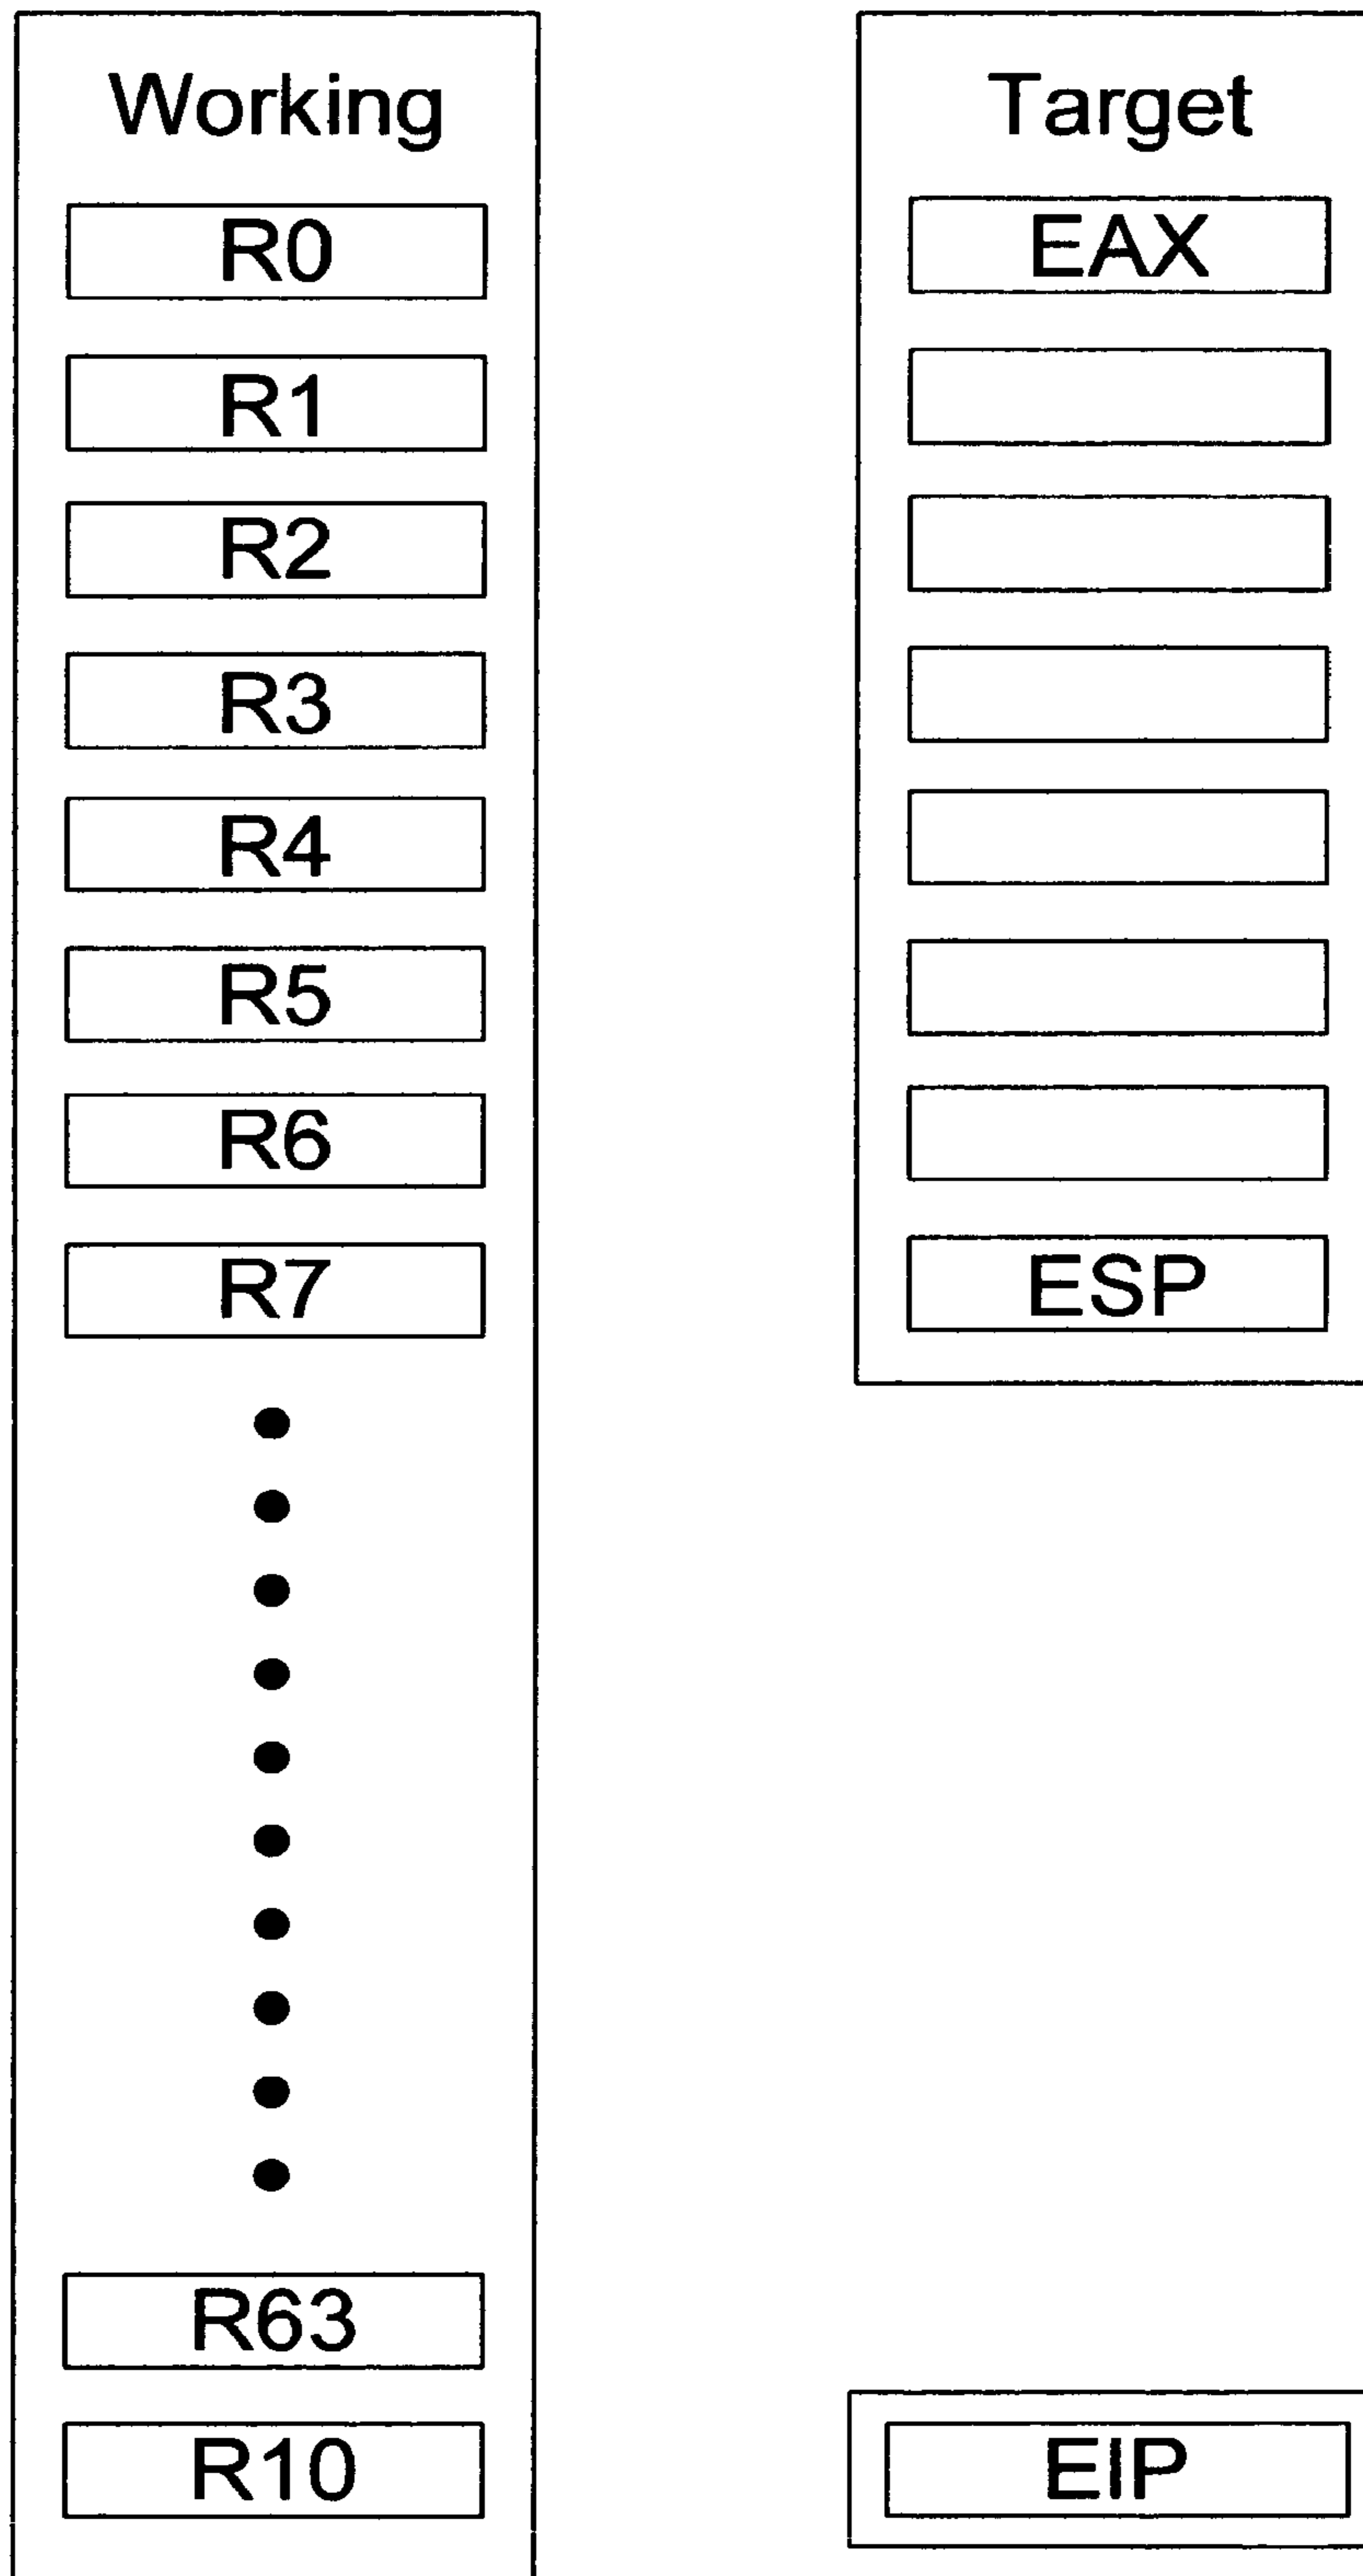 Working
R0
R1
R2
R3
R4
R5
R6
R7
R63
R10
Target
EAX
ESP
EIP